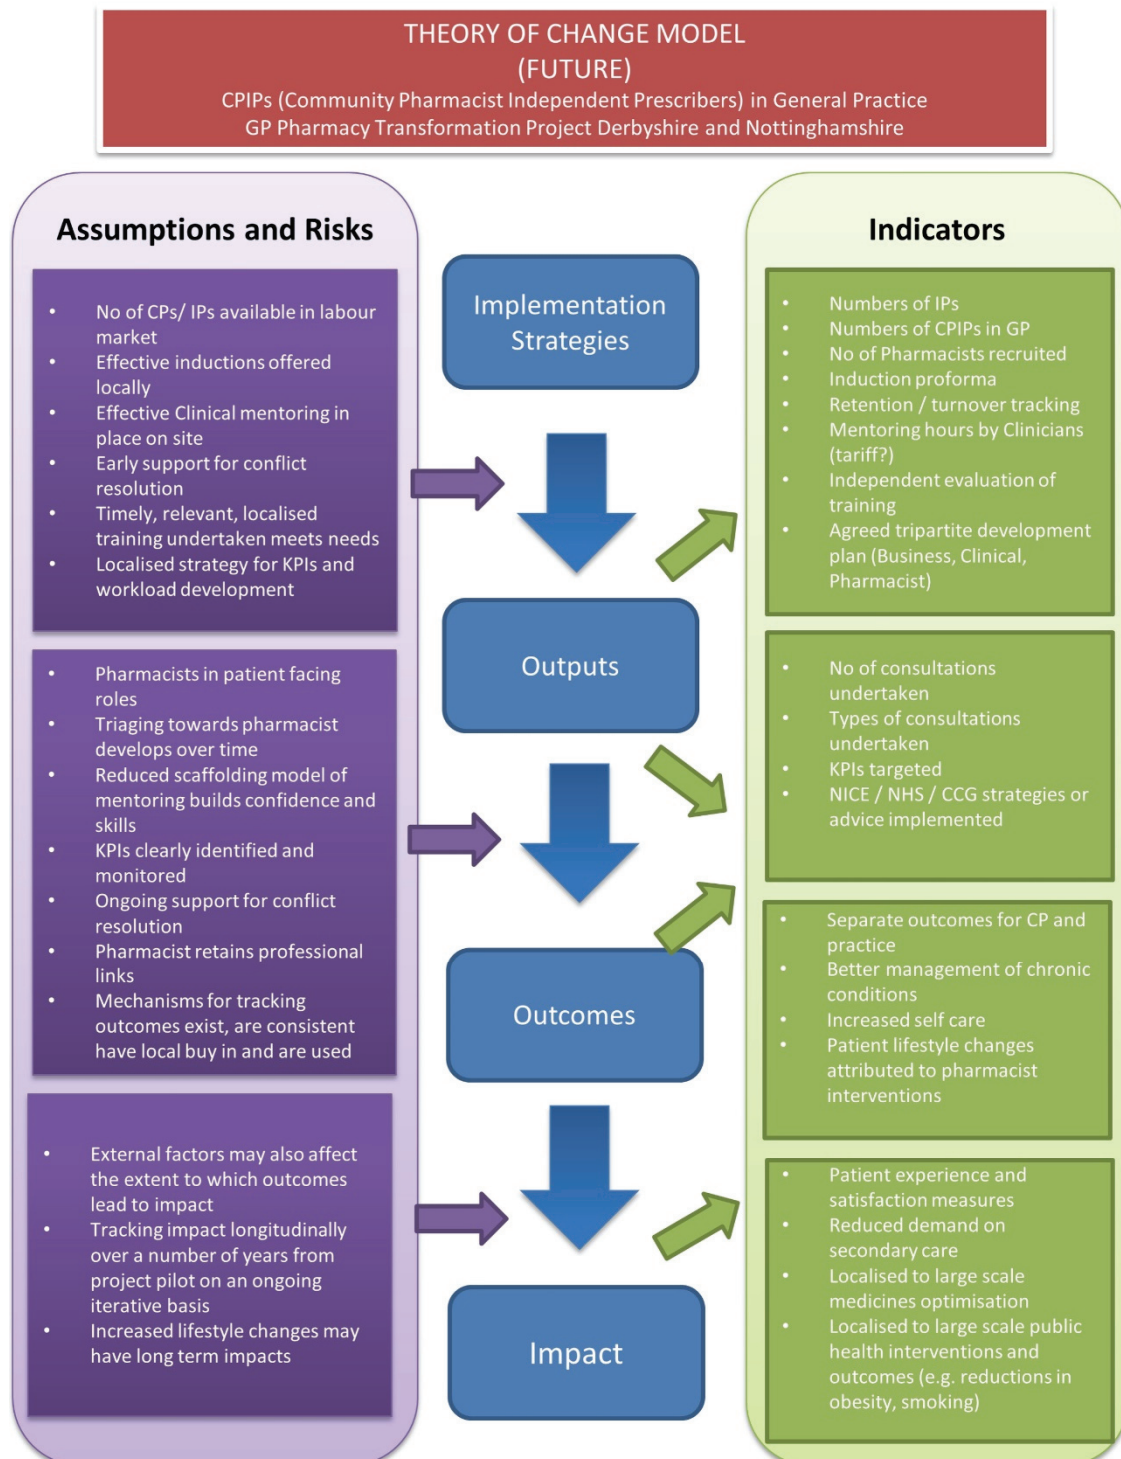 THEORY OF CHANGE MODEL
(FUTURE)
CPIPs (Community Pharmacist Independent Prescribers) in General Practice
GP Pharmacy Transformation Project Derbyshire and Nottinghamshire
Assumptions and Risks
• No of CPs/ IPs available in labour
market
• Effective inductions offered
locally
• Effective Clinical mentoring in
place on site
• Early support for conflict
resolution
• Timely, relevant, localised
training undertaken meets needs
• Localised strategy for KPIs and
workload development
• Pharmacists in patient facing
roles
• Triaging towards pharmacist
develops over time
• Reduced scaffolding model of
mentoring builds confidence and
skills
• KPIs clearly identified and
monitored
• Ongoing support for conflict
resolution
• Pharmacist retains professional
links
• Mechanisms for tracking
outcomes exist, are consistent
have local buy in and are used
• External factors may also affect
the extent to which outcomes
lead to impact
• Tracking impact longitudinally
over a number of years from
project pilot on an ongoing
iterative basis
• Increased lifestyle changes may
have long term impacts
Implementation
Strategies
Outputs
Outcomes
Impact
Indicators
• Numbers of IPs
• Numbers of CPIPs in GP
• No of Pharmacists recruited
• Induction proforma
• Retention / turnover tracking
• Mentoring hours by Clinicians
(tariff?)
• Independent evaluation of
training
• Agreed tripartite development
plan (Business, Clinical,
Pharmacist)
• No of consultations
undertaken
• Types of consultations
undertaken
• KPIs targeted
• NICE / NHS / CCG strategies or
advice implemented
• Separate outcomes for CP and
practice
• Better management of chronic
conditions
• Increased self care
• Patient lifestyle changes
attributed to pharmacist
interventions
• Patient experience and
satisfaction measures
• Reduced demand on
secondary care
• Localised to large scale
medicines optimisation
• Localised to large scale public
health interventions and
outcomes (e.g. reductions in
obesity, smoking)